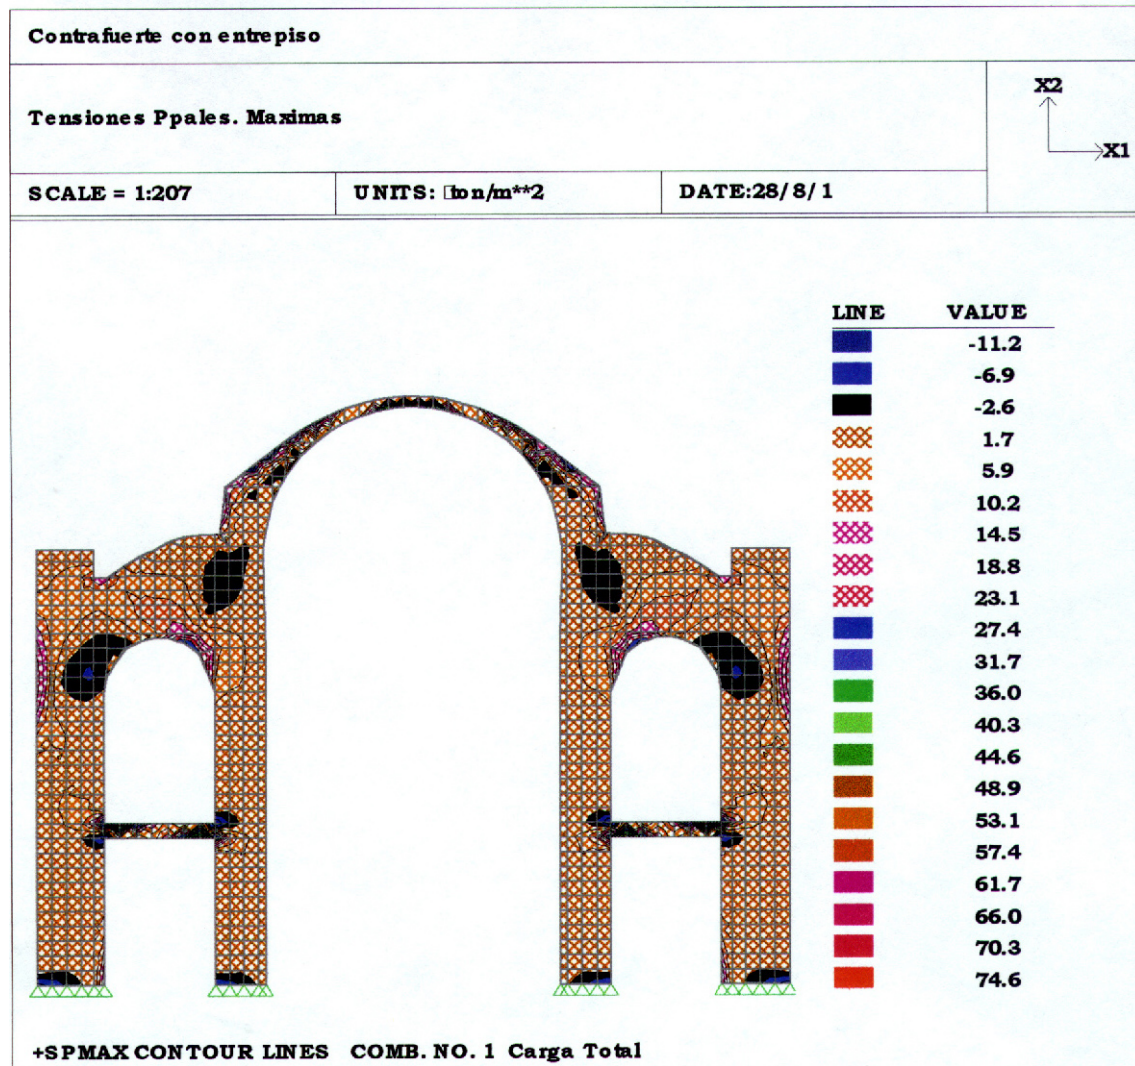 Contrafuerte con entrepiso
X2
Tensiones Ppales. Maximas
X1
SCALE = 1:207
UNITS: ton/m**2
DATE:28/ 8/ 1
LINE VALUE
-11.2
-6.9
-2.6
1.7
5.9
10.2
14.5
18.8
23.1
27.4
31.7
36.0
40.3
44.6
48.9
53.1
57.4
61.7
66.0
70.3
74.6
+SPMAX CONTOUR LINES COMB. NO. 1 Carga Total